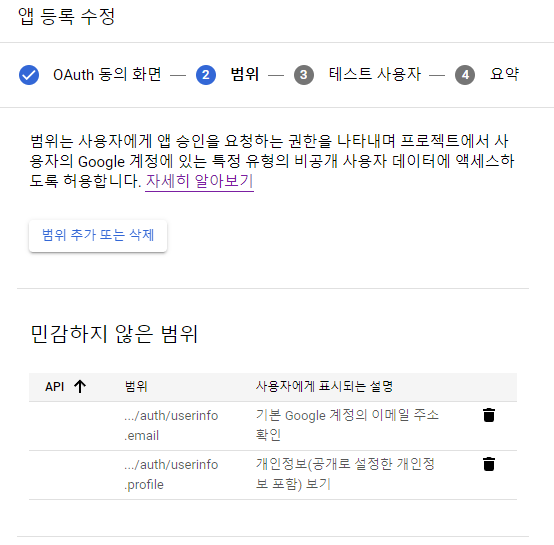 앱 등록 수정
OAuth 동의 화면 — 2 범위 — 3 테스트 사용자 — 4 요약
범위는 사용자에게 앱 승인을 요청하는 권한을 나타내며 프로젝트에서 사
용자의 Google 계정에 있는 특정 유형의 비공개 사용자 데이터에 액세스하
도록 허용합니다. 자세히 알아보기
범위 추가 또는 삭제
민감하지 않은 범위
API 범위 사용자에게 표시되는 설명
.../auth/userinfo 기본 Google 계정의 이메일 주소
.email 확인
.../auth/userinfo 개인정보(공개로 설정한 개인정
.profile 보 포함) 보기